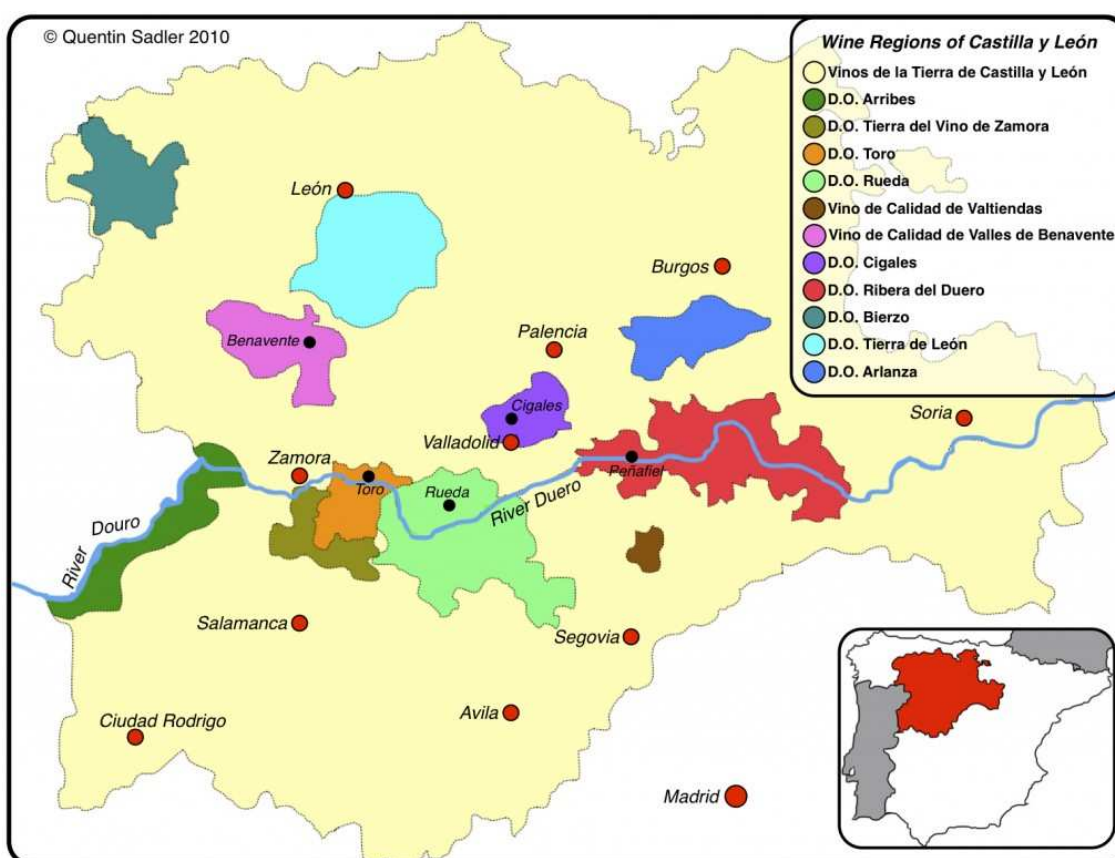 © Quentin Sadler 2010
Wine Regions of Castilla y León
Vinos de la Tierra de Castilla y León
D.O. Arribes
D.O. Tierra del Vino de Zamora
D.O. Toro
D.O. Rueda
Vino de Calidad de Valtiendas
Vino de Calidad de Valles de Benavente
D.O. Cigales
D.O. Ribera del Duero
D.O. Bierzo
D.O. Tierra de León
D.O. Arlanza
León
Burgos
Benavente
Palencia
Cigales
Soria
Valladolid
Zamora
Peñafiel
Toro
Rueda
River Duero
River Douro
Salamanca
Segovia
Avila
Ciudad Rodrigo
Madrid